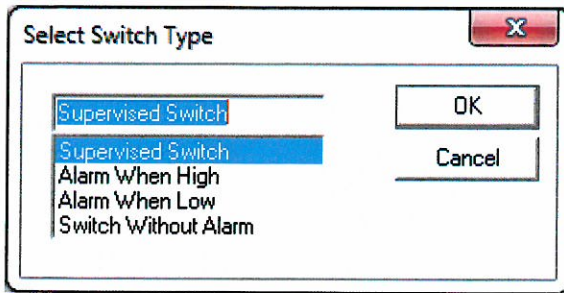 Select Switch Type
Supervised Switch
OK
Supervised Switch
Cancel
Alarm When High
Alarm When Low
Switch Without Alarm